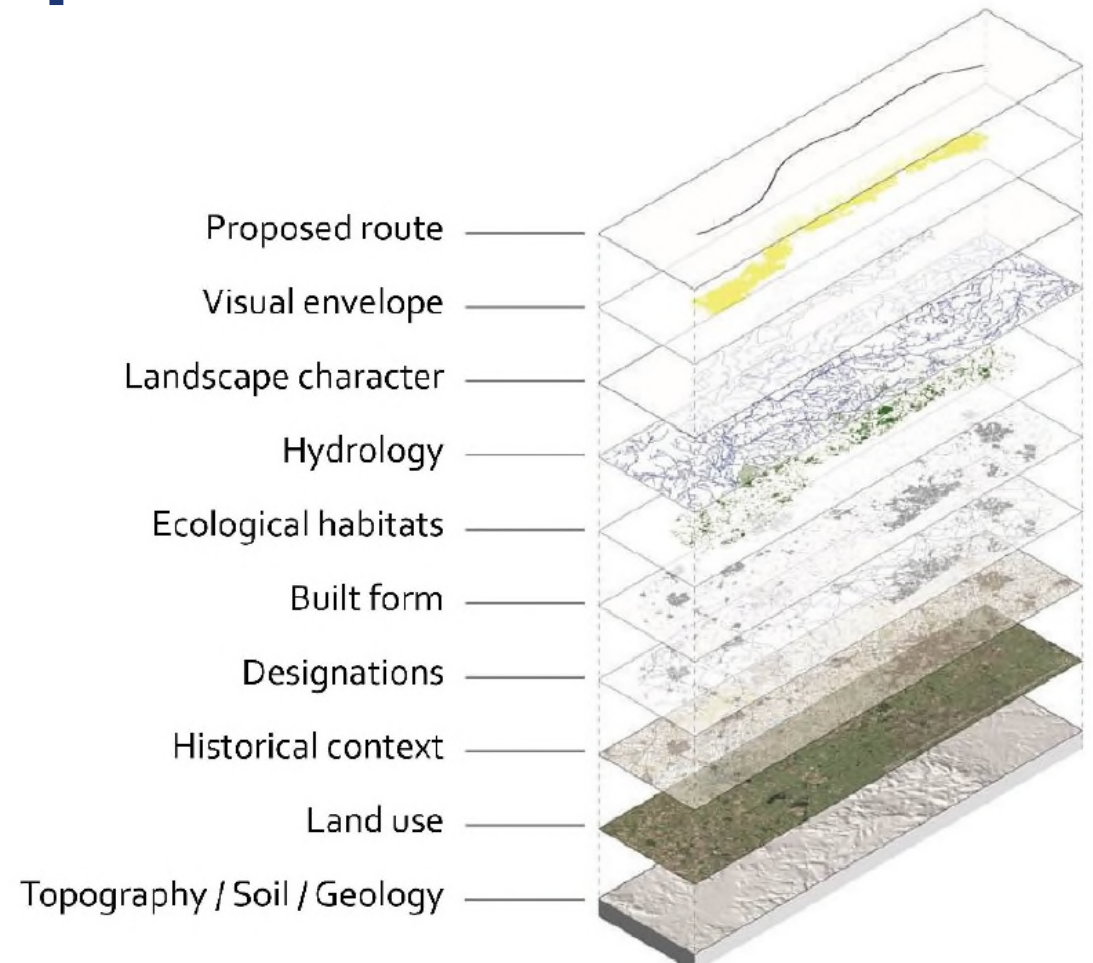 Proposed route
Visual envelope
Landscape character
Hydrology
Ecological habitats
Built form
Designations
Historical context
Land use
Topography / Soil / Geology